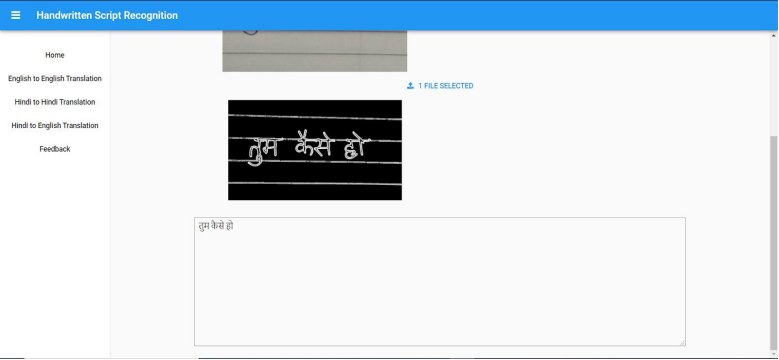 Handwritten Script Recognition
Home
English to English Translation
Hindi to Hindi Translation
Hindi to English Translation
Feedback
1 FILE SELECTED
तुम कैसे हो
तुम कैसे हो